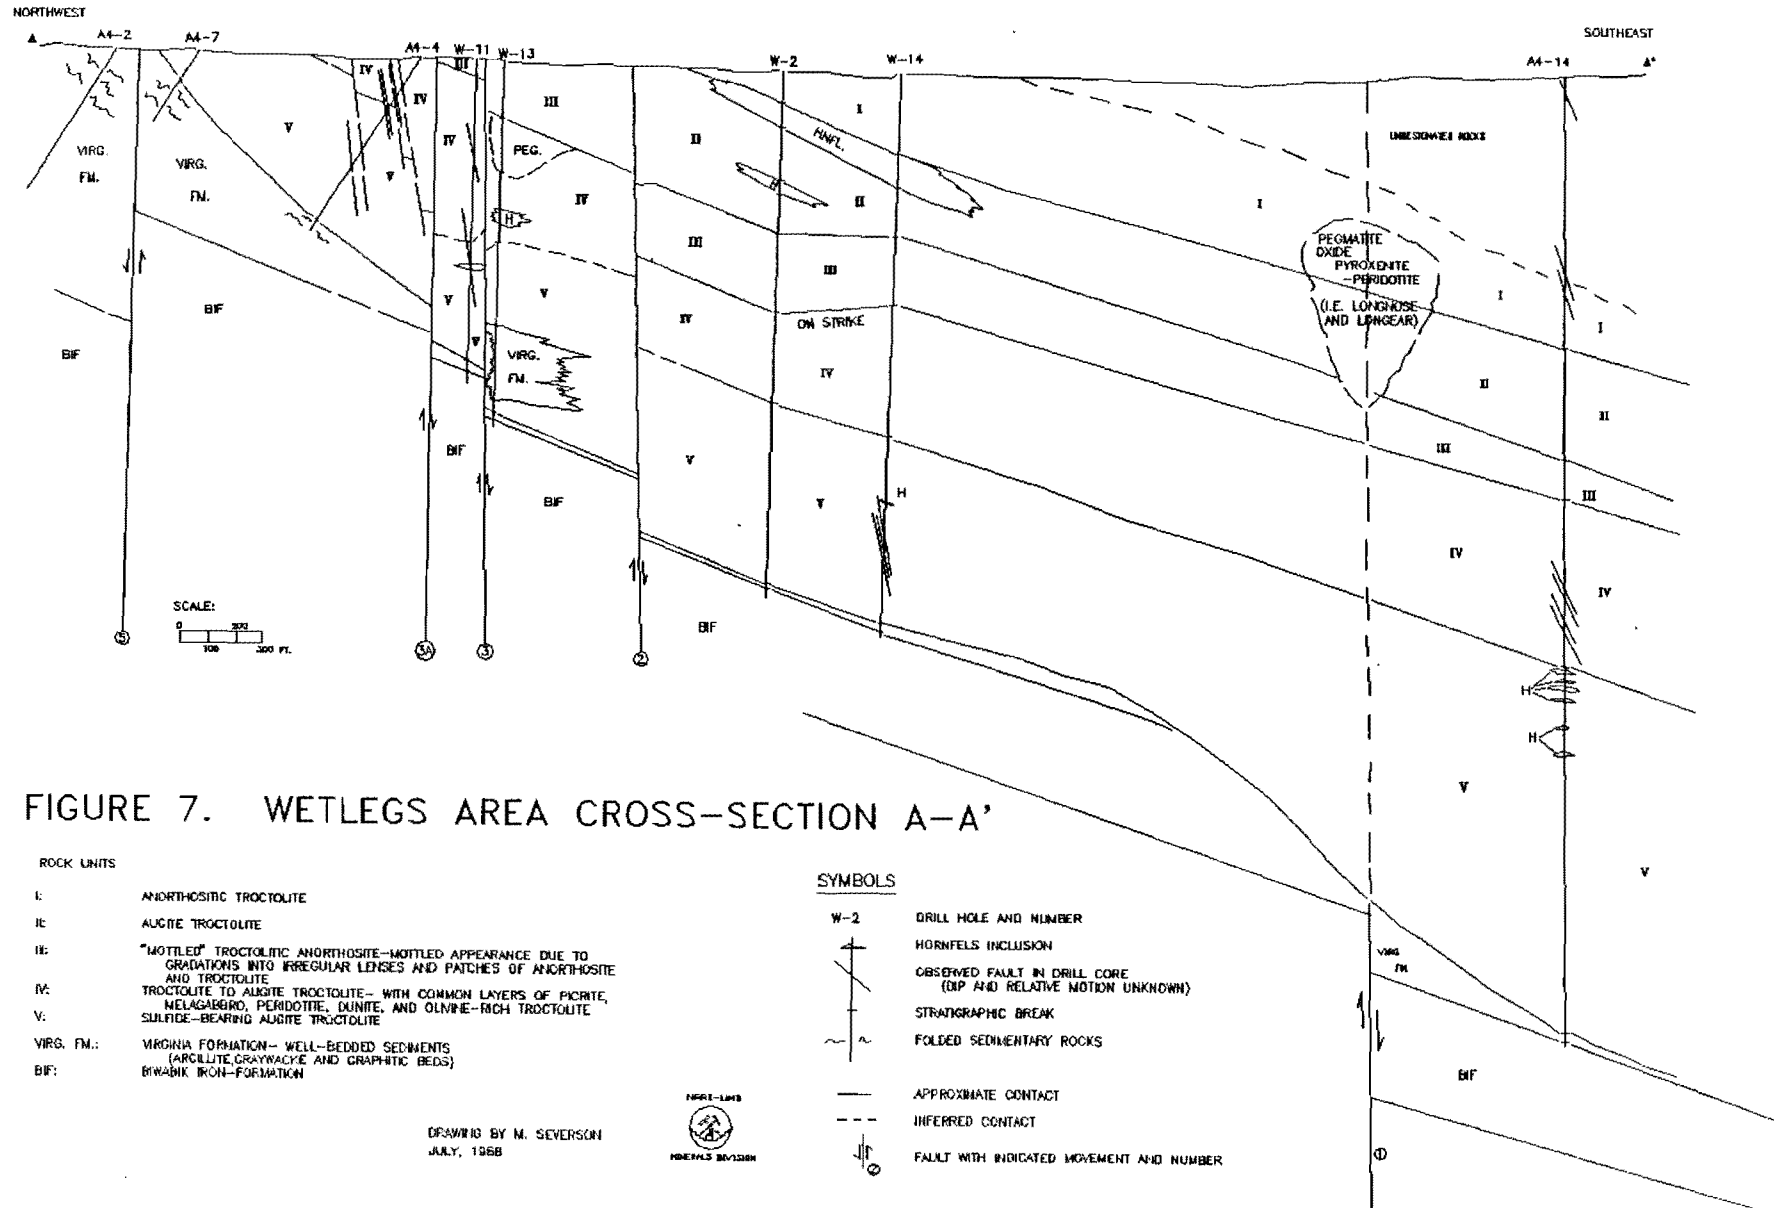 NORTHWEST
SOUTHEAST
A A4-2 A4-7 A4-4 W-11 W-13 W-2 W-14 A4-14 A'
IV III IV III I UNDESIGNATED ROCKS
V IV II HNFL.
VIRG. FM. VIRG. FM. V PEG. IV H II I
H III PEGMATITE
OXIDE
PYROXENITE
-PERIDOTITE
(I.E. LONGNOSE
AND LONGEAR)
III I I
BIF V V IV ON STRIKE
BIF V VIRG. FM. IV II II
BIF V III III
BIF V H IV IV
SCALE:
0 200
100 300 FT.
BIF
5 3A 3 2
H
H
V V
FIGURE 7. WETLEGS AREA CROSS-SECTION A-A'
ROCK UNITS
I: ANORTHOSITIC TROCTOLITE
II: AUGITE TROCTOLITE
III: "MOTTLED" TROCTOLITIC ANORTHOSITE-MOTTLED APPEARANCE DUE TO
GRADATIONS INTO IRREGULAR LENSES AND PATCHES OF ANORTHOSITE
AND TROCTOLITE
IV: TROCTOLITE TO AUGITE TROCTOLITE- WITH COMMON LAYERS OF PICRITE,
MELAGABBRO, PERIDOTITE, DUNITE, AND OLIVINE-RICH TROCTOLITE
V: SULFIDE-BEARING AUGITE TROCTOLITE
VIRG. FM.: VIRGINIA FORMATION- WELL-BEDDED SEDIMENTS
(ARGILLITE,GRAYWACKE AND GRAPHITIC BEDS)
BIF: BIWABIK IRON-FORMATION
DRAWING BY M. SEVERSON
JULY, 1988
NRRI-UMD
MINERALS DIVISION
SYMBOLS
W-2 DRILL HOLE AND NUMBER
HORNFELS INCLUSION
OBSERVED FAULT IN DRILL CORE
(DIP AND RELATIVE MOTION UNKNOWN)
STRATIGRAPHIC BREAK
FOLDED SEDIMENTARY ROCKS
APPROXIMATE CONTACT
INFERRED CONTACT
2 FAULT WITH INDICATED MOVEMENT AND NUMBER
VIRG
FM
BIF
1